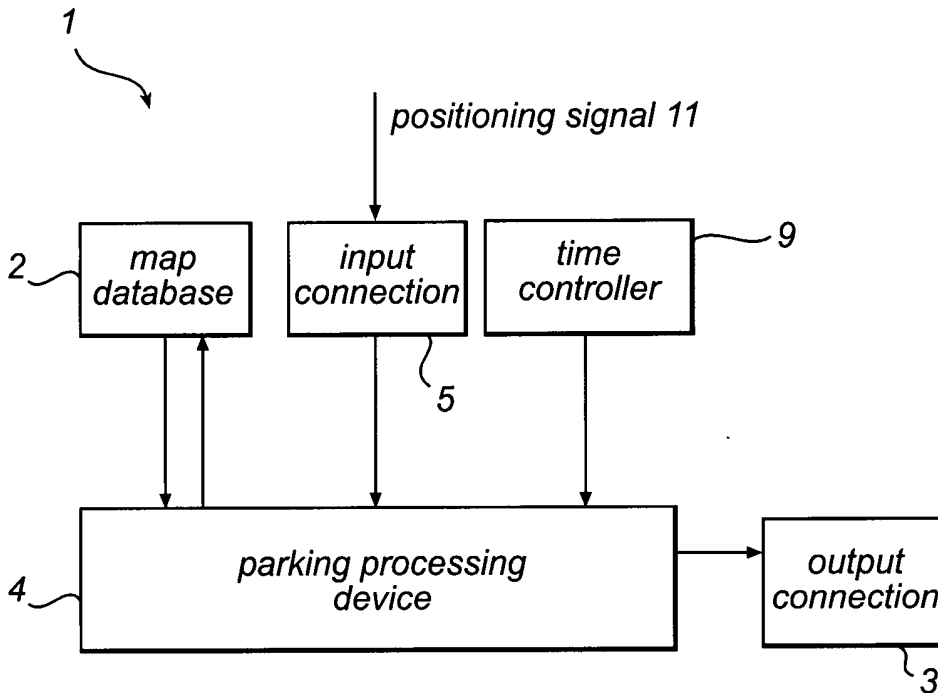 1
positioning signal 11
2
map
database
input
connection
time
controller
9
5
4
parking processing
device
output
connection
3